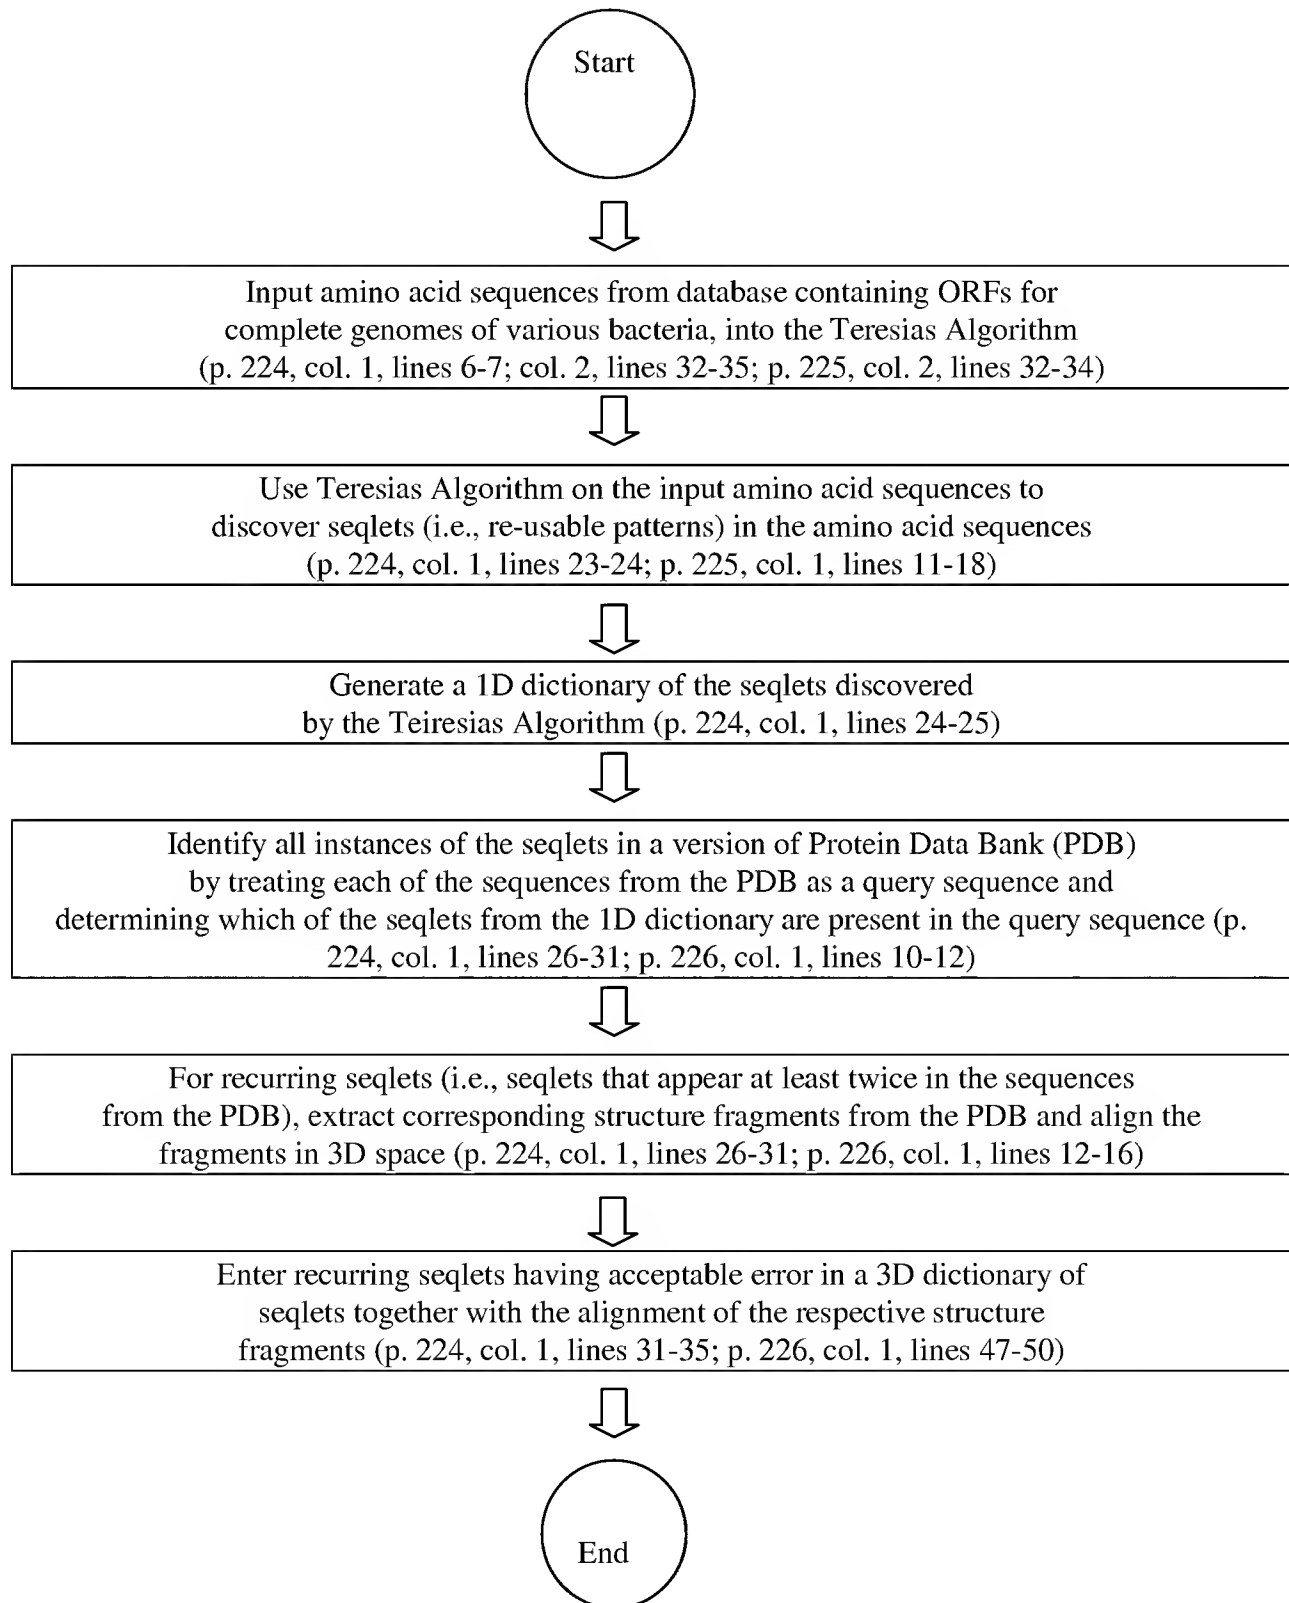 Start
Input amino acid sequences from database containing ORFs for
complete genomes of various bacteria, into the Teresias Algorithm
(p. 224, col. 1, lines 6-7; col. 2, lines 32-35; p. 225, col. 2, lines 32-34)
Use Teresias Algorithm on the input amino acid sequences to
discover seqlets (i.e., re-usable patterns) in the amino acid sequences
(p. 224, col. 1, lines 23-24; p. 225, col. 1, lines 11-18)
Generate a 1D dictionary of the seqlets discovered
by the Teiresias Algorithm (p. 224, col. 1, lines 24-25)
Identify all instances of the seqlets in a version of Protein Data Bank (PDB)
by treating each of the sequences from the PDB as a query sequence and
determining which of the seqlets from the 1D dictionary are present in the query sequence (p.
224, col. 1, lines 26-31; p. 226, col. 1, lines 10-12)
For recurring seqlets (i.e., seqlets that appear at least twice in the sequences
from the PDB), extract corresponding structure fragments from the PDB and align the
fragments in 3D space (p. 224, col. 1, lines 26-31; p. 226, col. 1, lines 12-16)
Enter recurring seqlets having acceptable error in a 3D dictionary of
seqlets together with the alignment of the respective structure
fragments (p. 224, col. 1, lines 31-35; p. 226, col. 1, lines 47-50)
End